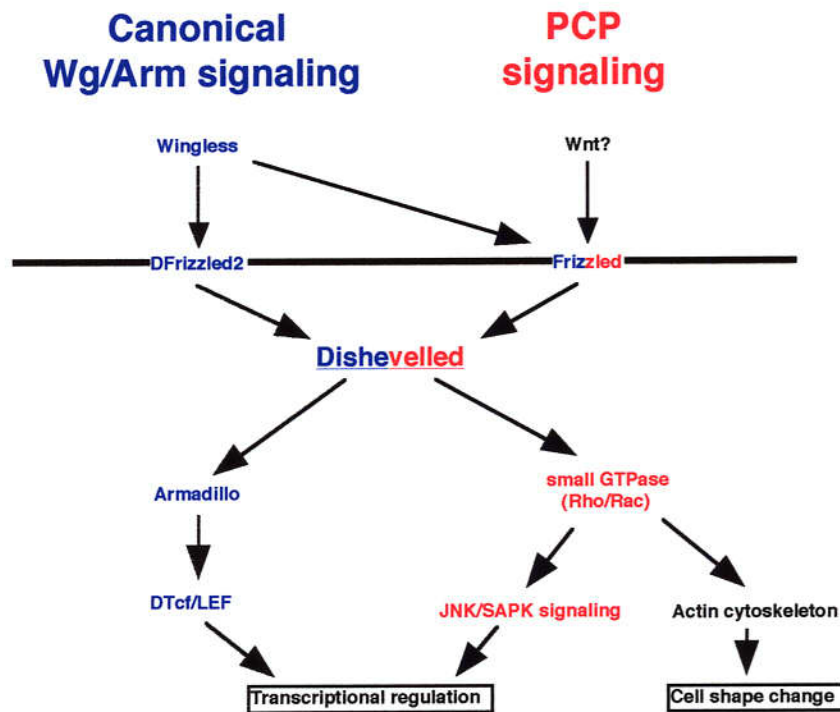 Canonical
Wg/Arm signaling
PCP
signaling
Wingless
Wnt?
DFrizzled2
Frizzled
Dishevelled
Armadillo
small GTPase
(Rho/Rac)
DTcf/LEF
JNK/SAPK signaling
Actin cytoskeleton
Transcriptional regulation
Cell shape change